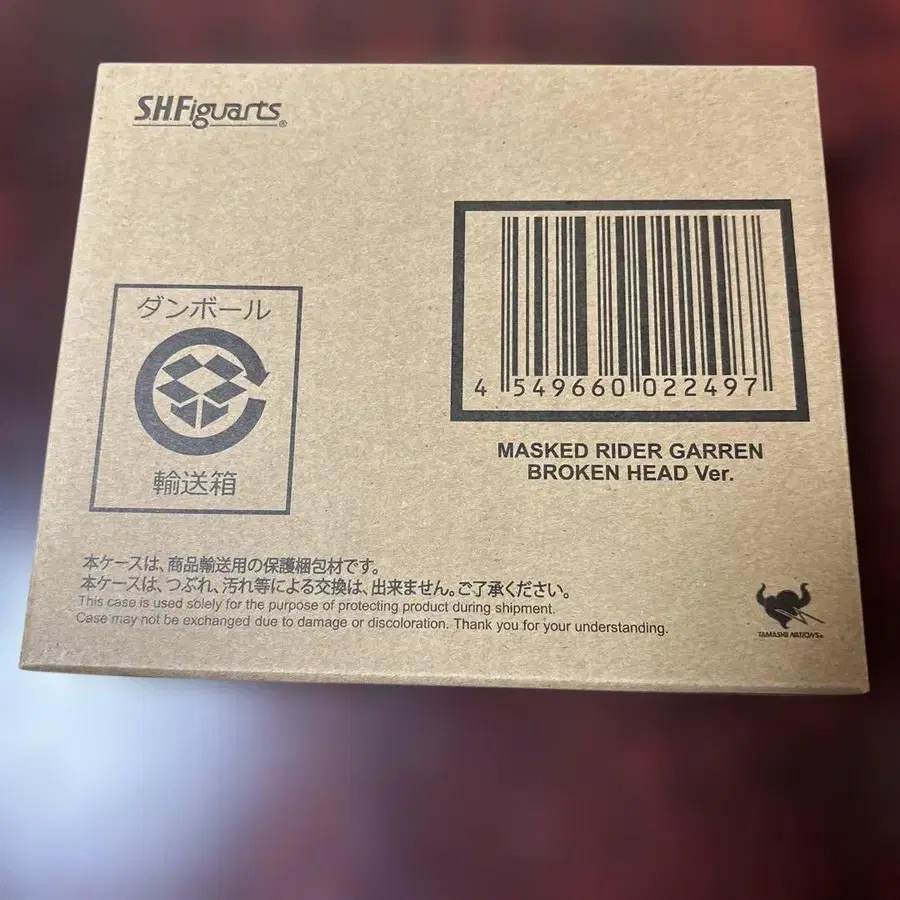 S.H.Figuarts®
ダンボール
輸送箱
4 549660 022497
MASKED RIDER GARREN
BROKEN HEAD Ver.
本ケースは、商品輸送用の保護梱包材です。
本ケースは、つぶれ、汚れ等による交換は、出来ません。ご了承ください。
This case is used solely for the purpose of protecting product during shipment.
Case may not be exchanged due to damage or discoloration. Thank you for your understanding.
TAMASHII NATIONS®